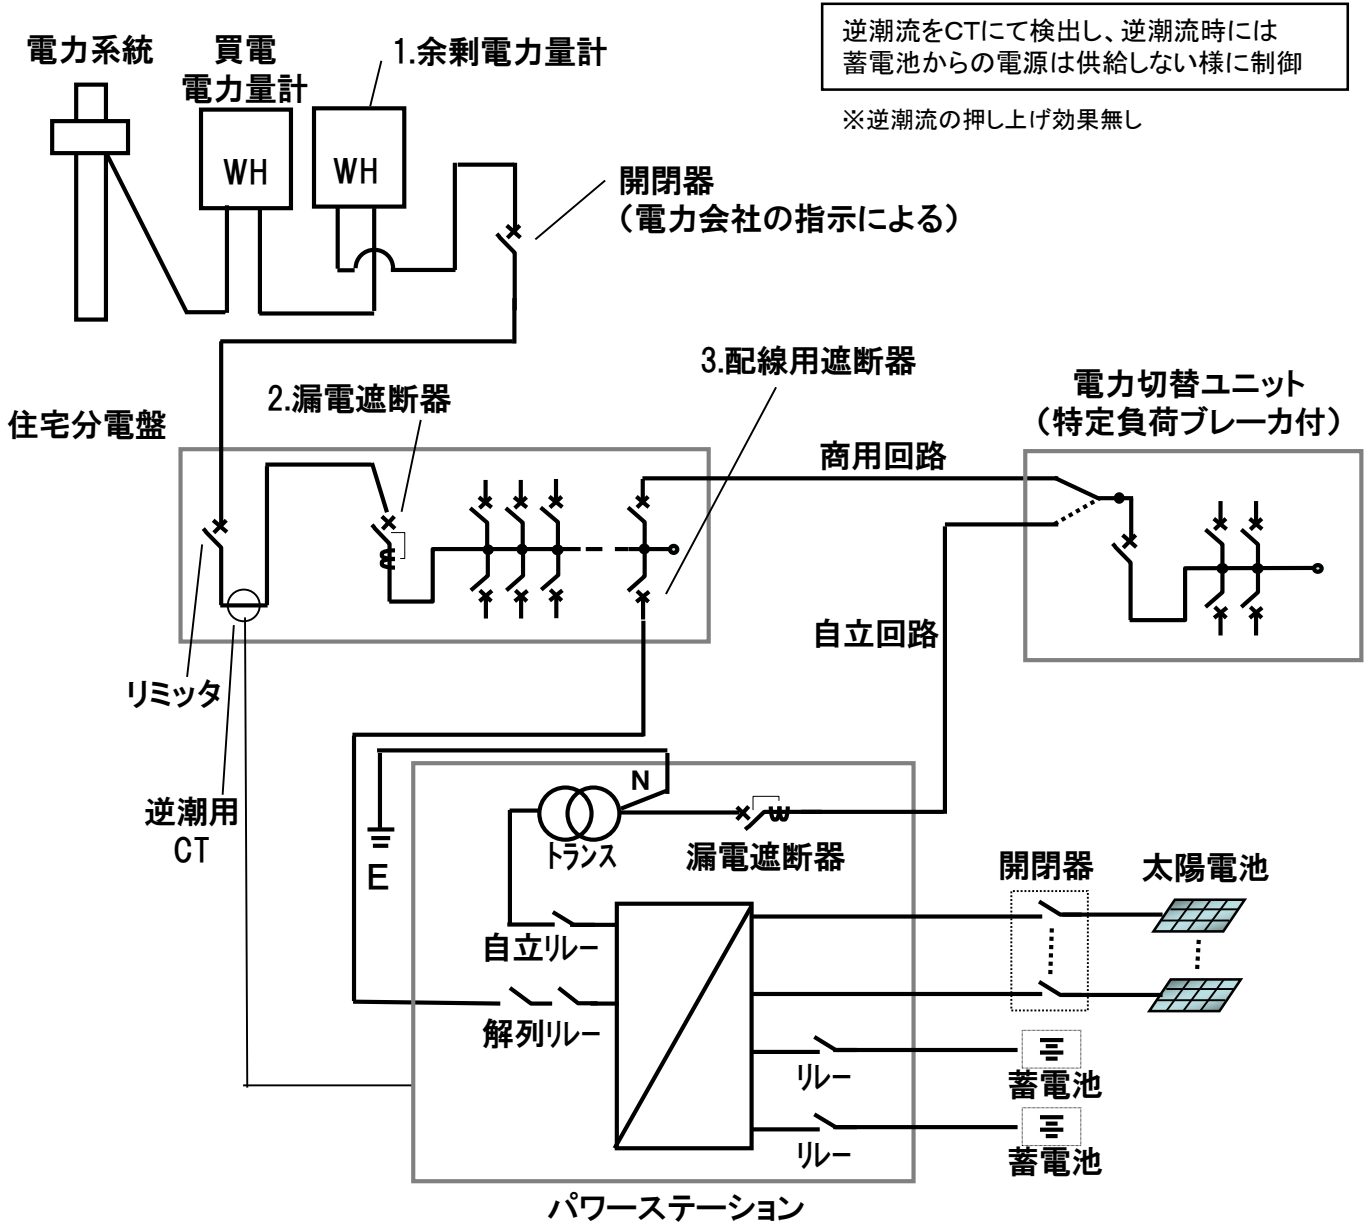 逆潮流をCTにて検出し、逆潮流時には
蓄電池からの電源は供給しない様に制御
※逆潮流の押し上げ効果無し
電力系統
買電
電力量計
1.余剰電力量計
WH
WH
開閉器
（電力会社の指示による）
住宅分電盤
2.漏電遮断器
3.配線用遮断器
商用回路
電力切替ユニット
（特定負荷ブレーカ付）
自立回路
リミッタ
逆潮用
CT
E
N
トランス
漏電遮断器
開閉器
太陽電池
自立リレー
解列リレー
リレー
蓄電池
リレー
蓄電池
パワーステーション